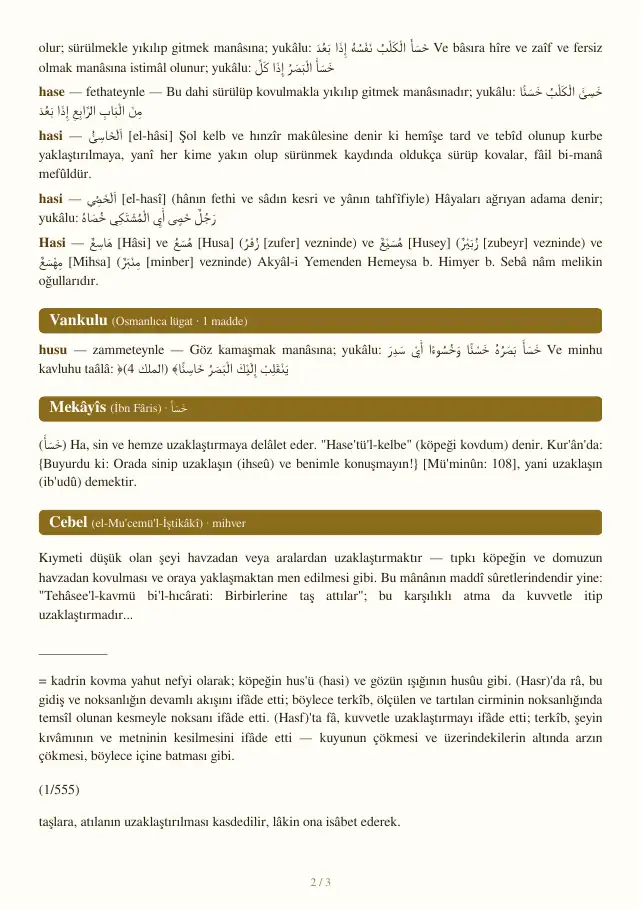 olur; sürülmekle yıkılıp gitmek manâsına; yukâlu: خَسَأَ الْكَلْبُ نَفْسُهُ إِذَا بَعُدَ Ve bâsıra hîre ve zaîf ve fersiz
olmak manâsına istimâl olunur; yukâlu: خَسَأَ الْبَصَرُ إِذَا كَلَّ
hase — fethateynle — Bu dahi sürülüp kovulmakla yıkılıp gitmek manâsınadır; yukâlu: خَسِئَ الْكَلْبُ خَسَئًا
مِنَ الْبَابِ الرَّابِعِ إِذَا بَعُدَ
hasi — اَلْخَاسِئُ [el-hâsi] Şol kelb ve hınzîr makûlesine denir ki hemîşe tard ve tebîd olunup kurbe
yaklaştırılmaya, yanî her kime yakın olup sürünmek kaydında oldukça sürüp kovalar, fâil bi-manâ
mefûldür.
hasi — اَلْخَصِي [el-hasî] (hânın fethi ve sâdın kesri ve yânın tahfîfiyle) Hâyaları ağrıyan adama denir;
yukâlu: رَجُلٌ خَصٍي أَيِ الْمُشْتَكِي خُصَاهُ
Hasi — هَاسِعٌ [Hâsi] ve هُسَعُ [Husa] (زُفَرُ [zufer] vezninde) ve هُسَيْعٌ [Husey] (زُبَيْرٌ [zubeyr] vezninde) ve
مِهْسَعٌ [Mihsa] (مِنْبَرٌ [minber] vezninde) Akyâl-i Yemenden Hemeysa b. Himyer b. Sebâ nâm melikin
oğullarıdır.
Vankulu (Osmanlıca lügat · 1 madde)
husu — zammeteynle — Göz kamaşmak manâsına; yukâlu: خَسَأَ بَصَرُهُ خَسْئًا وَخُسُوءًا أَيْ سَدِرَ Ve minhu
kavluhu taâlâ: ﴿يَنْقَلِبْ إِلَيْكَ الْبَصَرُ خَاسِئًا﴾ (الملك 4)
Mekâyîs (İbn Fâris) · خَسَأَ
(خَسَأَ) Ha, sin ve hemze uzaklaştırmaya delâlet eder. "Hase'tü'l-kelbe" (köpeği kovdum) denir. Kur'ân'da:
{Buyurdu ki: Orada sinip uzaklaşın (ihseû) ve benimle konuşmayın!} [Mü'minûn: 108], yani uzaklaşın
(ib'udû) demektir.
Cebel (el-Mu'cemü'l-İştikâkî) · mihver
Kıymeti düşük olan şeyi havzadan veya aralardan uzaklaştırmaktır — tıpkı köpeğin ve domuzun
havzadan kovulması ve oraya yaklaşmaktan men edilmesi gibi. Bu mânânın maddî sûretlerindendir yine:
"Tehâsee'l-kavmü bi'l-hıcârati: Birbirlerine taş attılar"; bu karşılıklı atma da kuvvetle itip
uzaklaştırmadır...
= kadrin kovma yahut nefyi olarak; köpeğin hus'ü (hasi) ve gözün ışığının husûu gibi. (Hasr)'da râ, bu
gidiş ve noksanlığın devamlı akışını ifâde etti; böylece terkîb, ölçülen ve tartılan cirminin noksanlığında
temsîl olunan kesmeyle noksanı ifâde etti. (Hasf)'ta fâ, kuvvetle uzaklaştırmayı ifâde etti; terkîb, şeyin
kıvâmının ve metninin kesilmesini ifâde etti — kuyunun çökmesi ve üzerindekilerin altında arzın
çökmesi, böylece içine batması gibi.
(1/555)
taşlara, atılanın uzaklaştırılması kasdedilir, lâkin ona isâbet ederek.
2 / 3